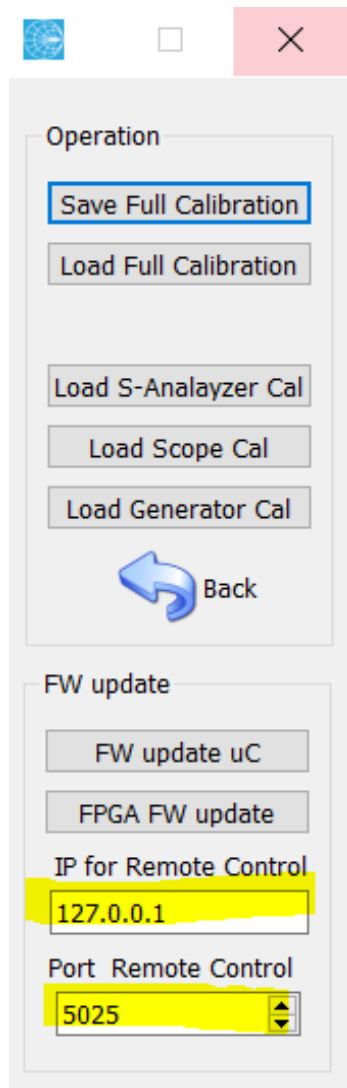 Operation
Save Full Calibration
Load Full Calibration
Load S-Analayzer Cal
Load Scope Cal
Load Generator Cal
Back
FW update
FW update uC
FPGA FW update
IP for Remote Control
127.0.0.1
Port Remote Control
5025